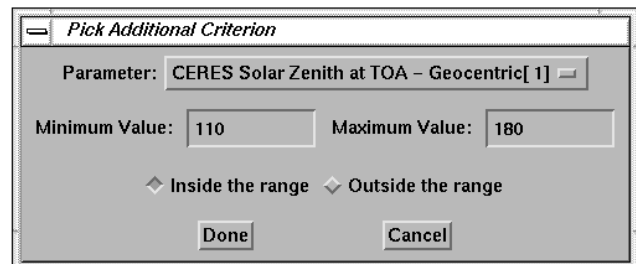 Pick Additional Criterion
Parameter: CERES Solar Zenith at TOA – Geocentric[ 1]
Minimum Value: 110 Maximum Value: 180
Inside the range Outside the range
Done Cancel